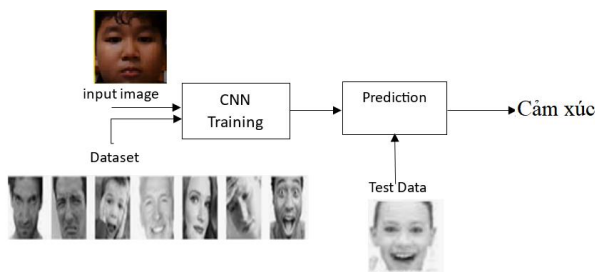 input image
CNN
Training
Prediction
Cảm xúc
Dataset
Test Data